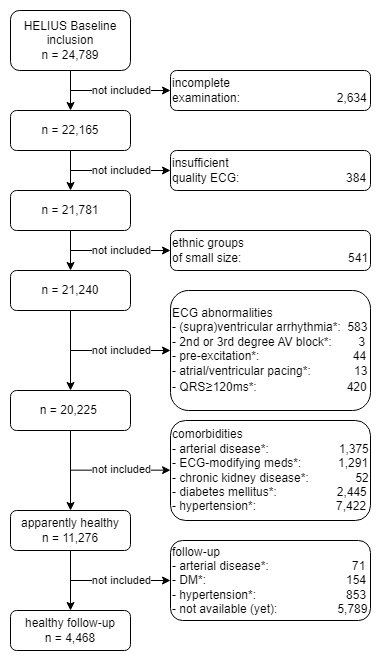 HELIUS Baseline
inclusion
n = 24,789
not included
incomplete
examination: 2,634
n = 22,165
not included
insufficient
quality ECG: 384
n = 21,781
not included
ethnic groups
of small size: 541
n = 21,240
not included
ECG abnormalities
- (supra)ventricular arrhythmia*: 583
- 2nd or 3rd degree AV block*: 3
- pre-excitation*: 44
- atrial/ventricular pacing*: 13
- QRS≥120ms*: 420
n = 20,225
not included
comorbidities
- arterial disease*: 1,375
- ECG-modifying meds*: 1,291
- chronic kidney disease*: 52
- diabetes mellitus*: 2,445
- hypertension*: 7,422
apparently healthy
n = 11,276
not included
follow-up
- arterial disease*: 71
- DM*: 154
- hypertension*: 853
- not available (yet): 5,789
healthy follow-up
n = 4,468